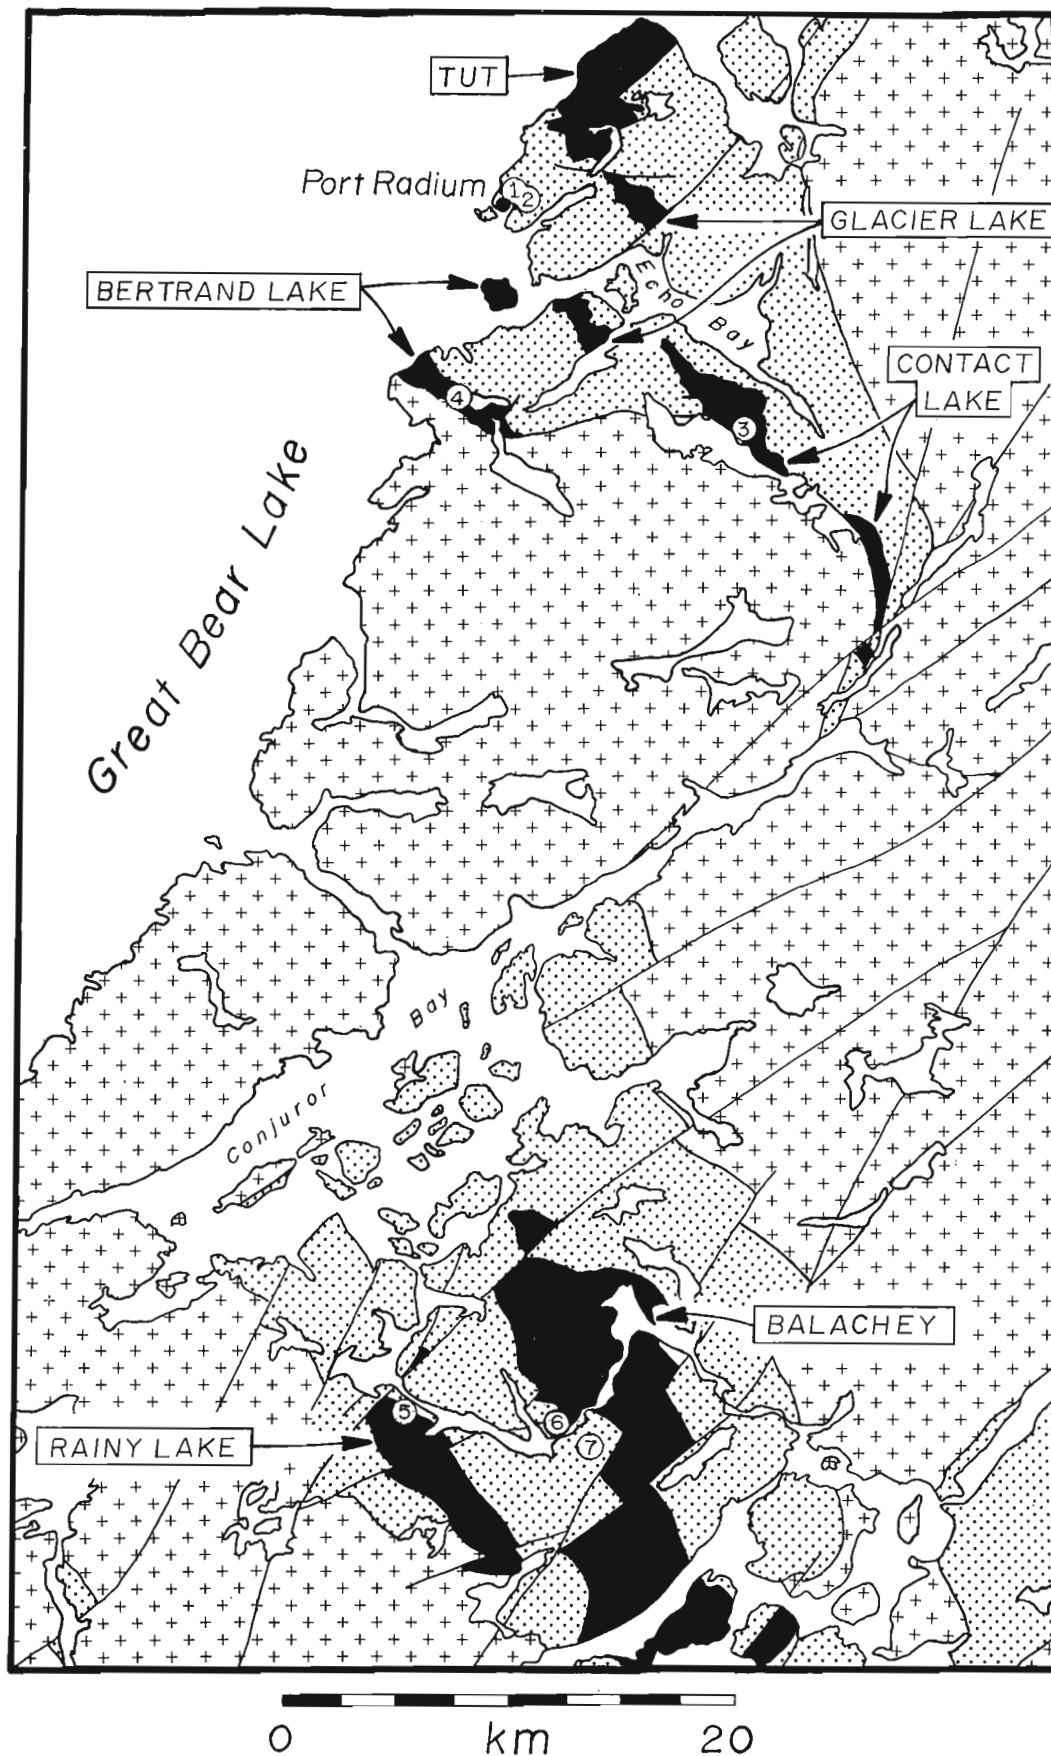 TUT
Port Radium
1
2
GLACIER LAKE
BERTRAND LAKE
Echo
Bay
CONTACT
LAKE
4
3
Great Bear Lake
Bay
Conjuror
BALACHEY
5
6
RAINY LAKE
7
0 km 20